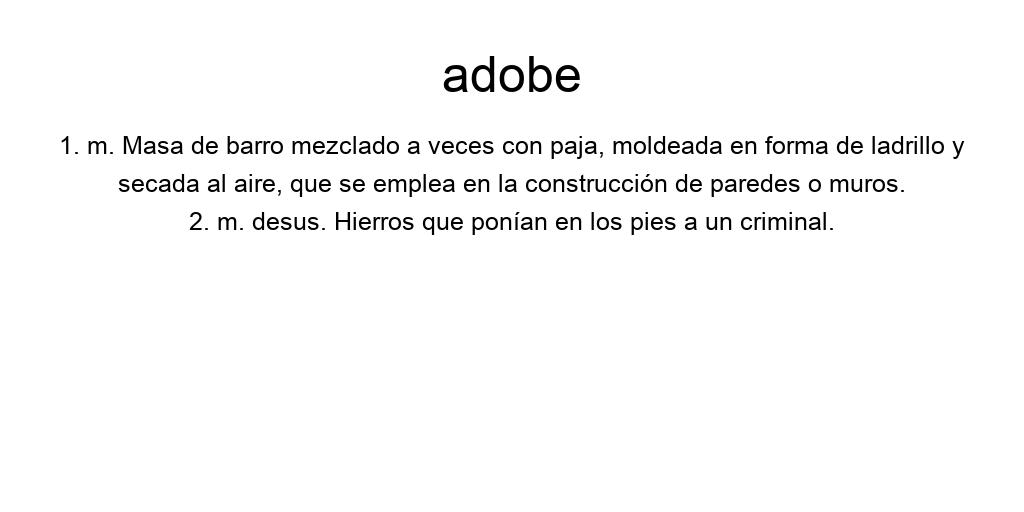 adobe
1. m. Masa de barro mezclado a veces con paja, moldeada en forma de ladrillo y
secada al aire, que se emplea en la construcción de paredes o muros.
2. m. desus. Hierros que ponían en los pies a un criminal.